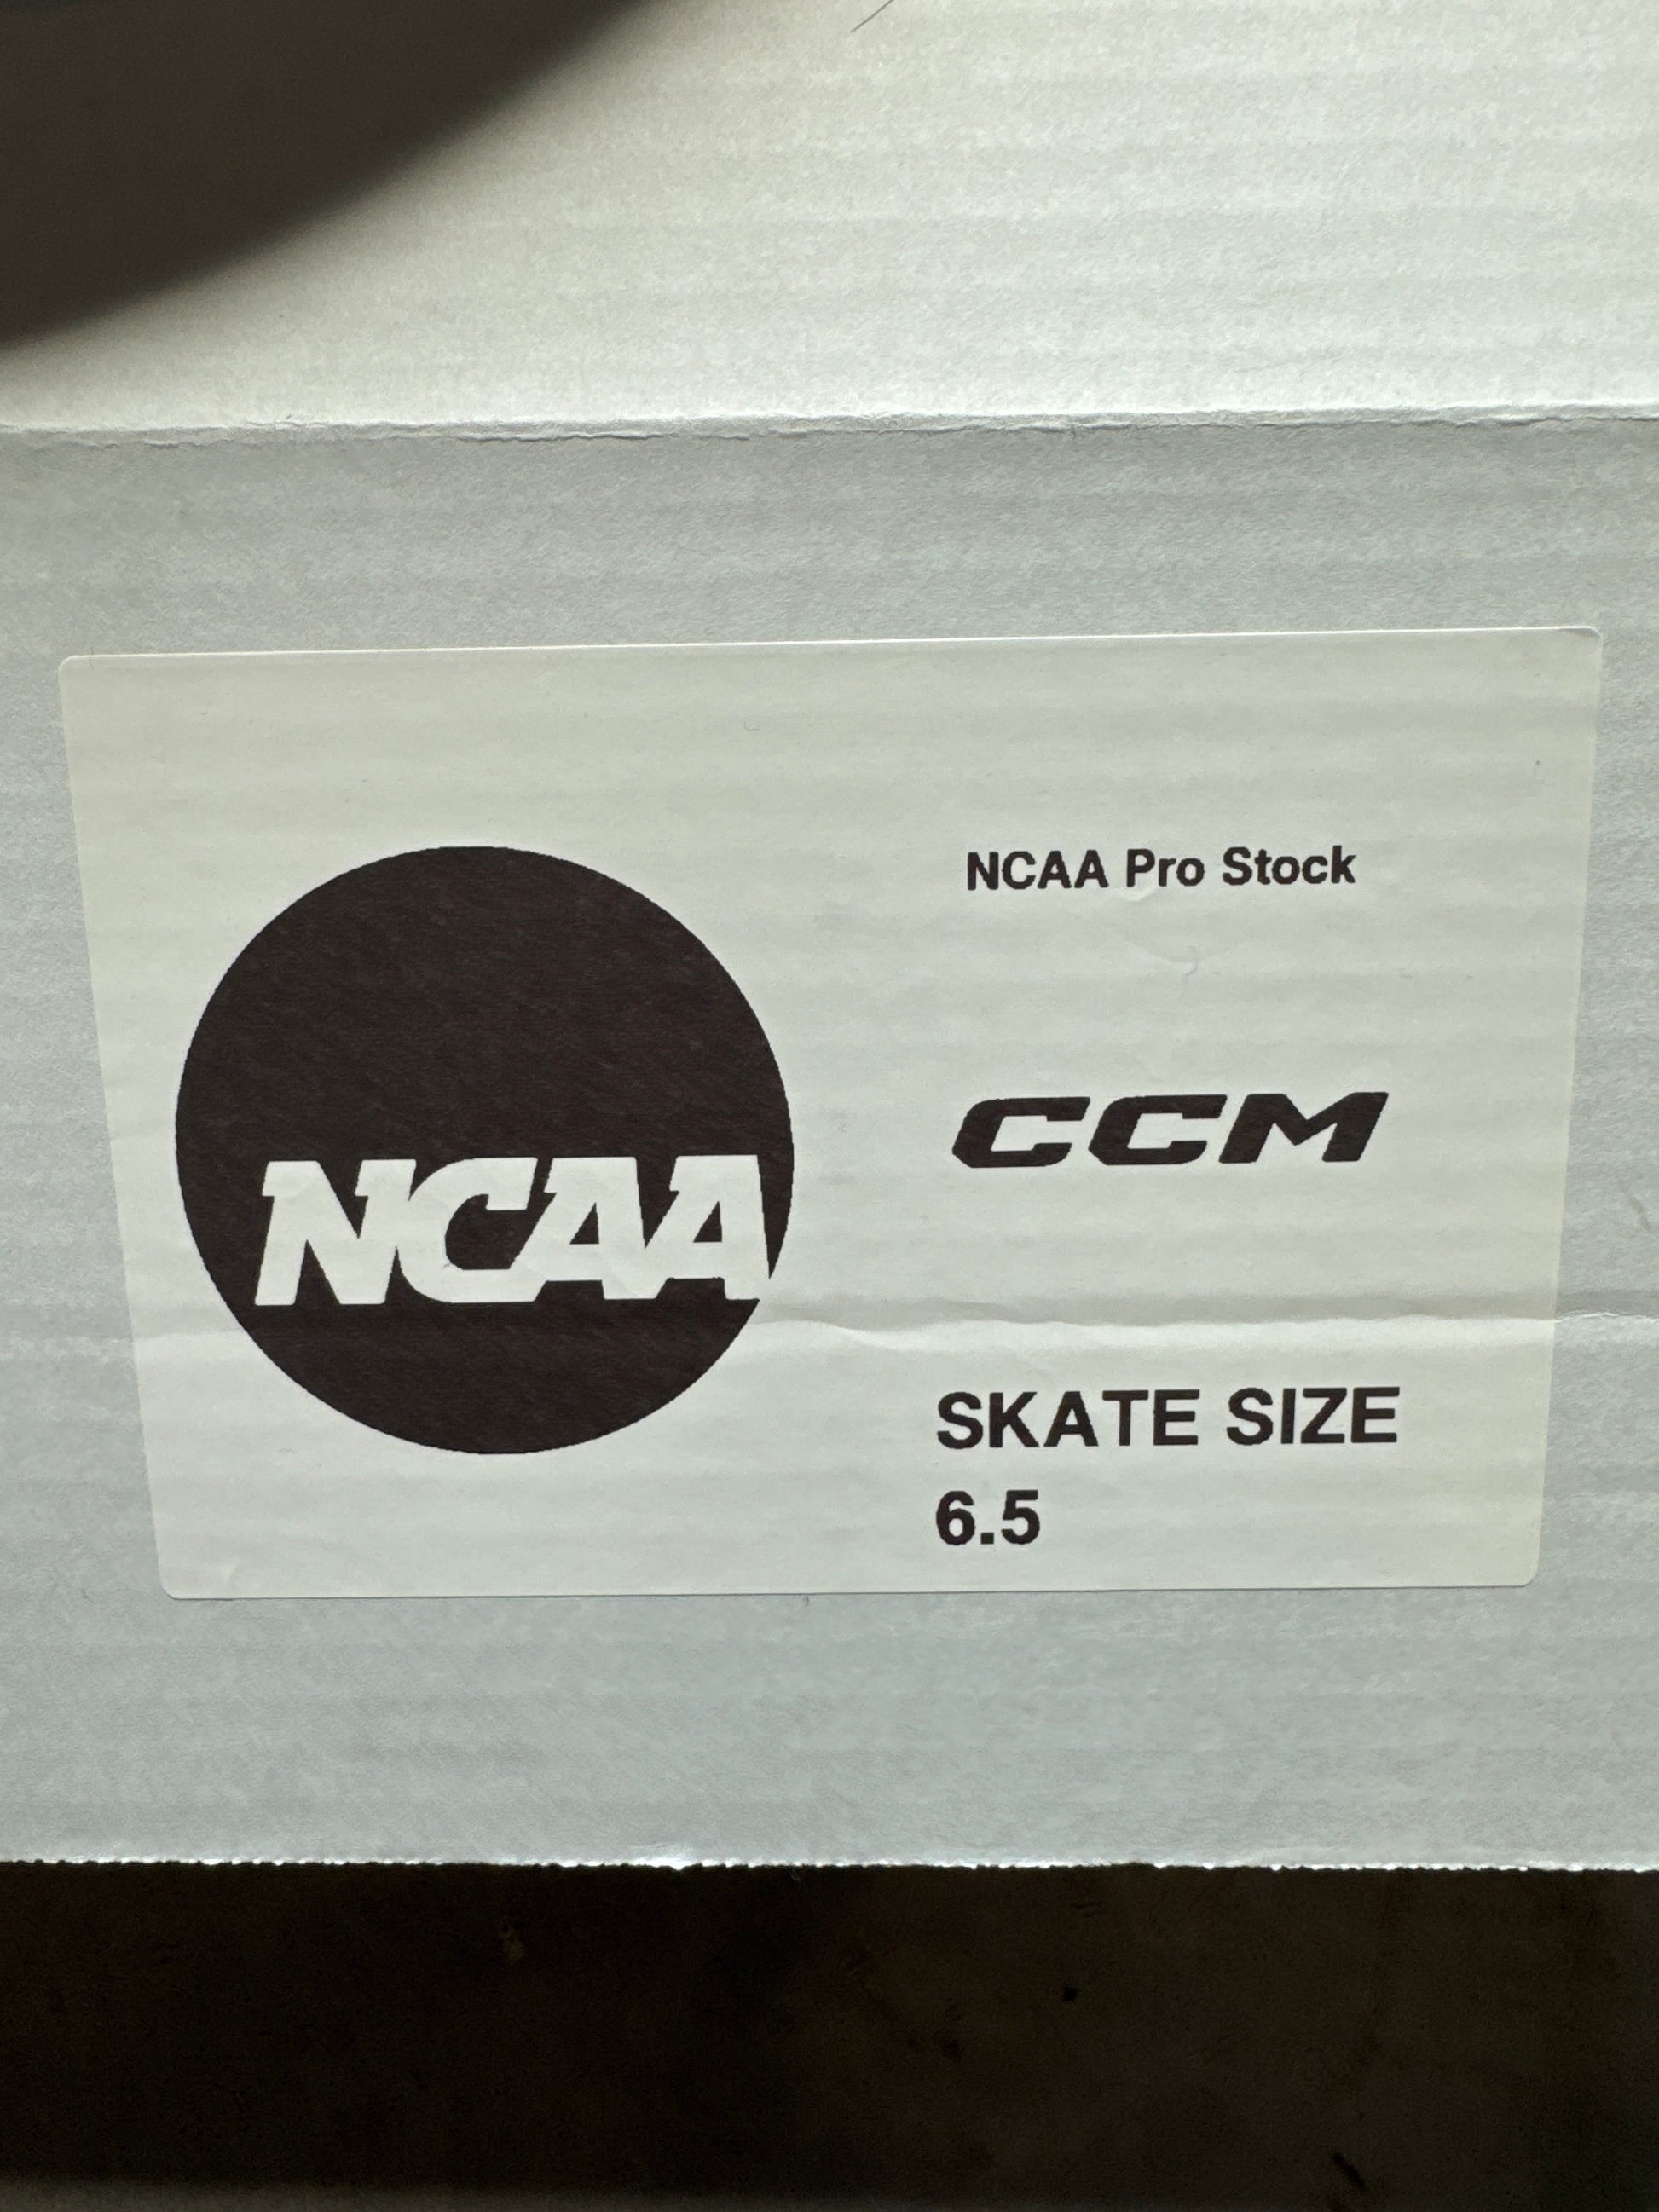 NCAA
NCAA Pro Stock
CCM
SKATE SIZE
6.5